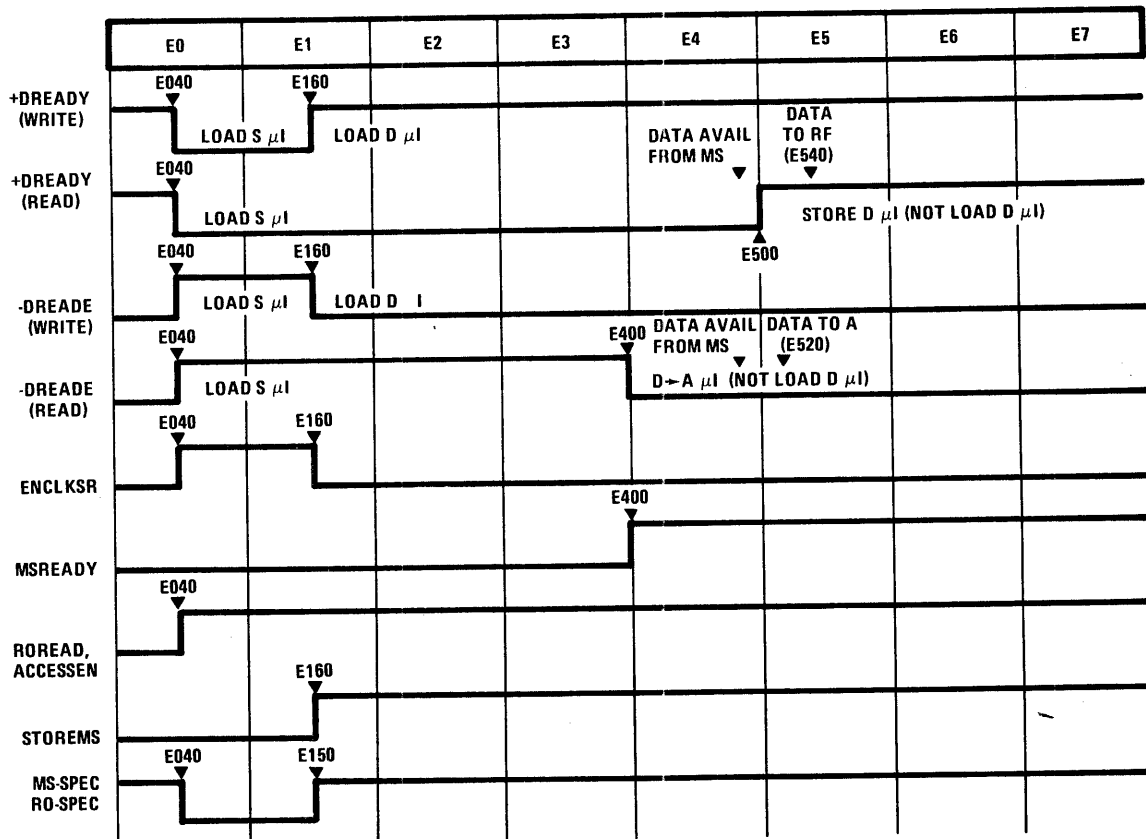 E0 E1 E2 E3 E4 E5 E6 E7
E040 E160
+DREADY
(WRITE)
LOAD S μI LOAD D μI
DATA AVAIL
FROM MS
DATA
TO RF
(E540)
E040
+DREADY
(READ)
LOAD S μI
STORE D μI (NOT LOAD D μI)
E500
E040 E160
-DREADE
(WRITE)
LOAD S μI LOAD D I
E040
E400
DATA AVAIL
FROM MS
DATA TO A
(E520)
-DREADE
(READ)
LOAD S μI
D→A μI (NOT LOAD D μI)
E040 E160
ENCLKSR
E400
MSREADY
E040
ROREAD,
ACCESSEN
E160
STOREMS
E040 E150
MS-SPEC
RO-SPEC